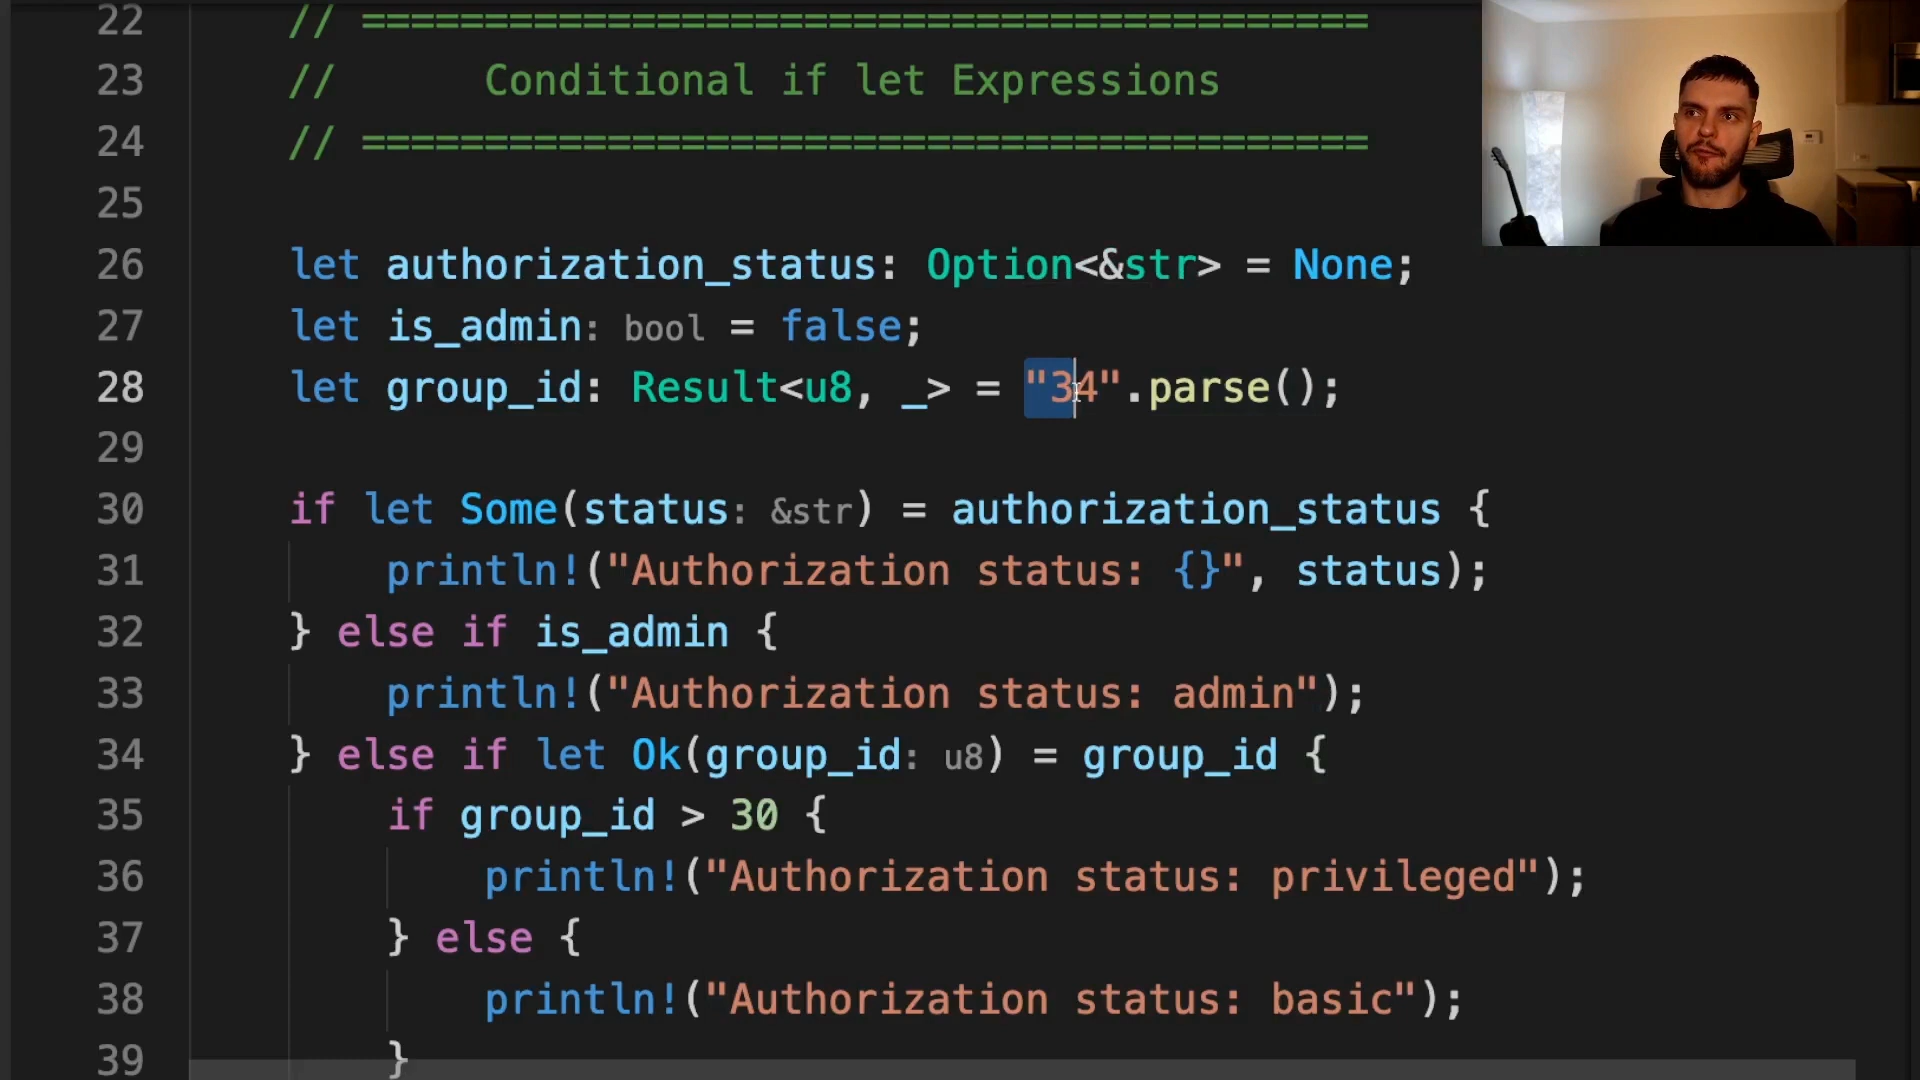 22 // =========================================
23 // Conditional if let Expressions
24 // =========================================
25
26 let authorization_status: Option<&str> = None;
27 let is_admin: bool = false;
28 let group_id: Result<u8, _> = "34".parse();
29
30 if let Some(status: &str) = authorization_status {
31 println!("Authorization status: {}", status);
32 } else if is_admin {
33 println!("Authorization status: admin");
34 } else if let Ok(group_id: u8) = group_id {
35 if group_id > 30 {
36 println!("Authorization status: privileged");
37 } else {
38 println!("Authorization status: basic");
39 }